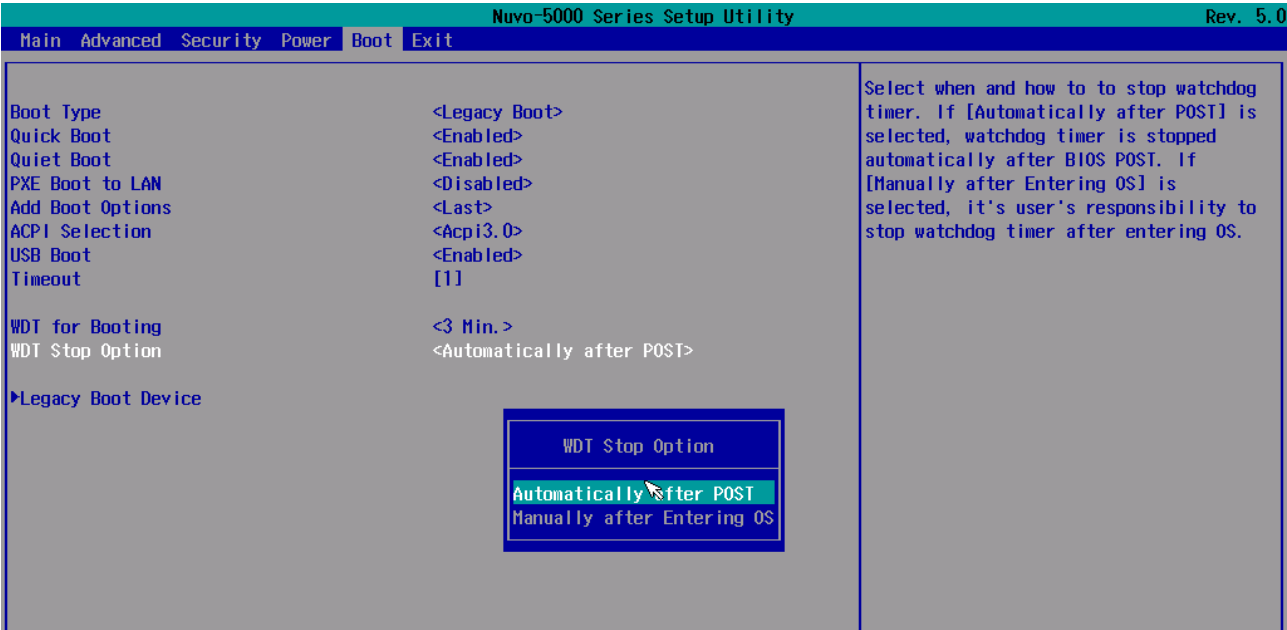 Nuvo-5000 Series Setup Utility Rev. 5.0
Main Advanced Security Power Boot Exit
Boot Type <Legacy Boot>
Quick Boot <Enabled>
Quiet Boot <Enabled>
PXE Boot to LAN <Disabled>
Add Boot Options <Last>
ACPI Selection <Acpi3.0>
USB Boot <Enabled>
Timeout [1]
WDT for Booting <3 Min.>
WDT Stop Option <Automatically after POST>
▶Legacy Boot Device
WDT Stop Option
Automatically after POST
Manually after Entering OS
Select when and how to to stop watchdog
timer. If [Automatically after POST] is
selected, watchdog timer is stopped
automatically after BIOS POST. If
[Manually after Entering OS] is
selected, it's user's responsibility to
stop watchdog timer after entering OS.